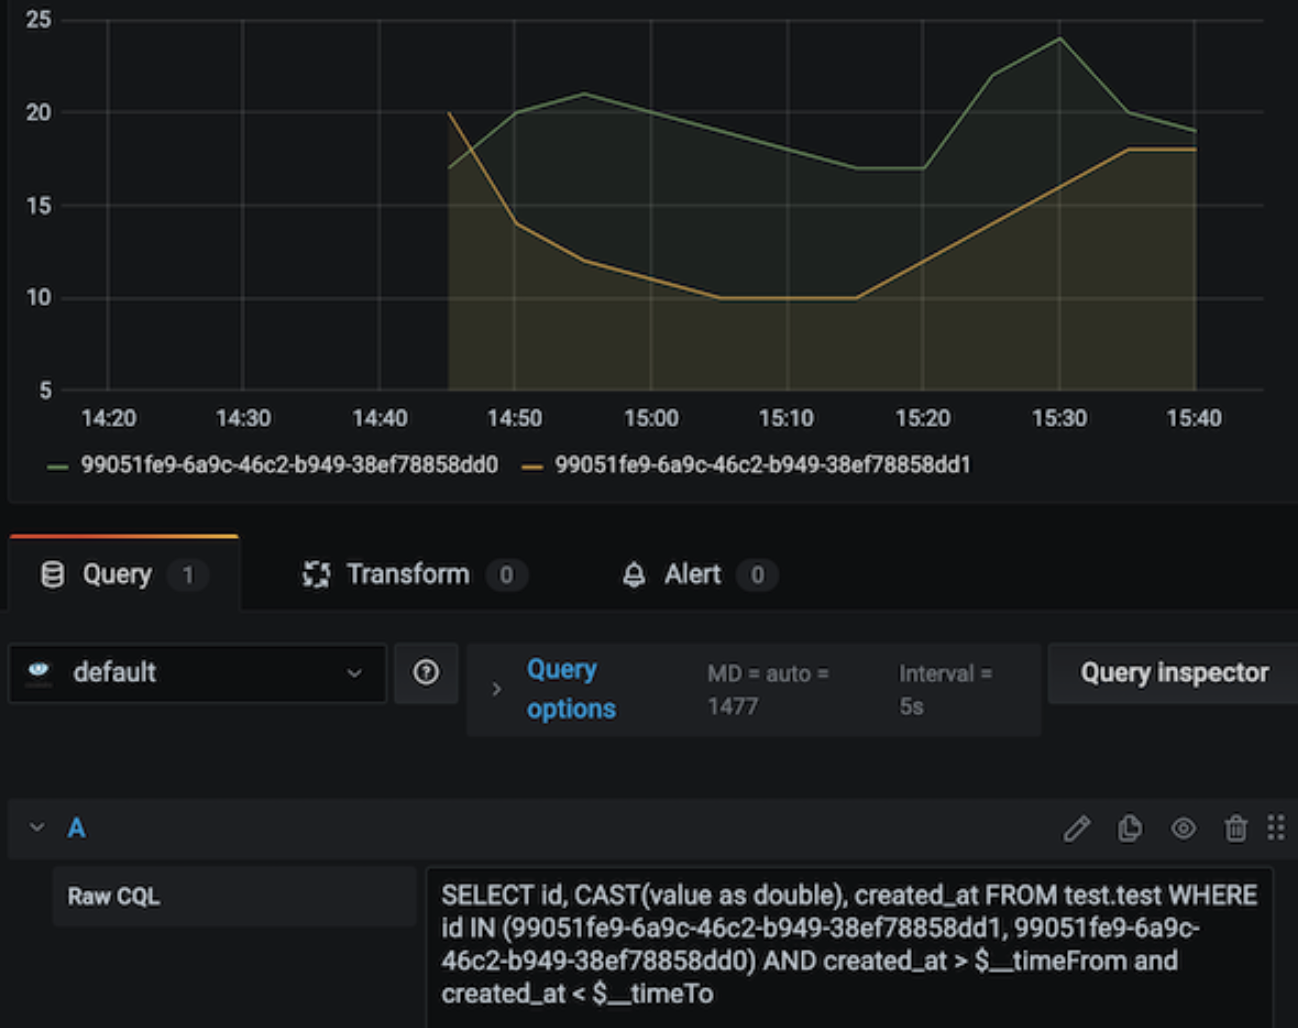 25
20
15
10
5
14:20 14:30 14:40 14:50 15:00 15:10 15:20 15:30 15:40
99051fe9-6a9c-46c2-b949-38ef78858dd0 99051fe9-6a9c-46c2-b949-38ef78858dd1
Query 1 Transform 0 Alert 0
default
Query options
MD = auto = 1477
Interval = 5s
Query inspector
A
Raw CQL
SELECT id, CAST(value as double), created_at FROM test.test WHERE
id IN (99051fe9-6a9c-46c2-b949-38ef78858dd1, 99051fe9-6a9c-
46c2-b949-38ef78858dd0) AND created_at > $__timeFrom and
created_at < $__timeTo